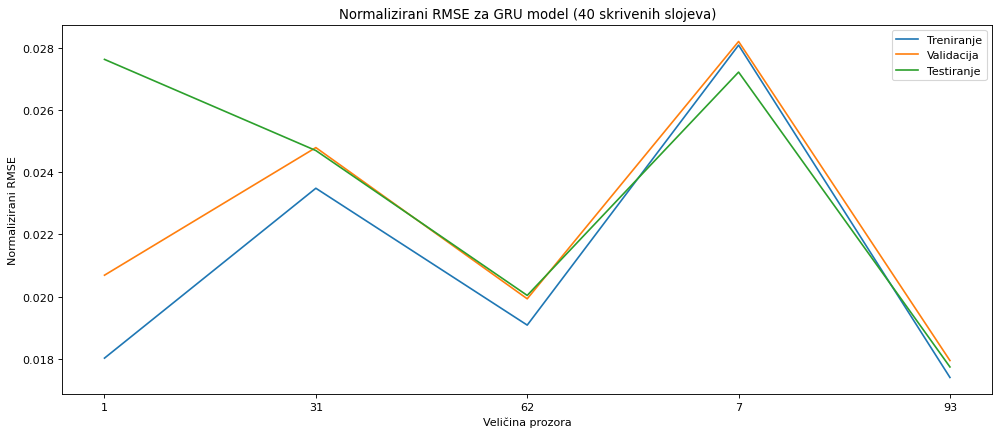 Normalizirani RMSE za GRU model (40 skrivenih slojeva)
Treniranje
Validacija
Testiranje
Normalizirani RMSE
0.028
0.026
0.024
0.022
0.020
0.018
1 31 62 7 93
Veličina prozora